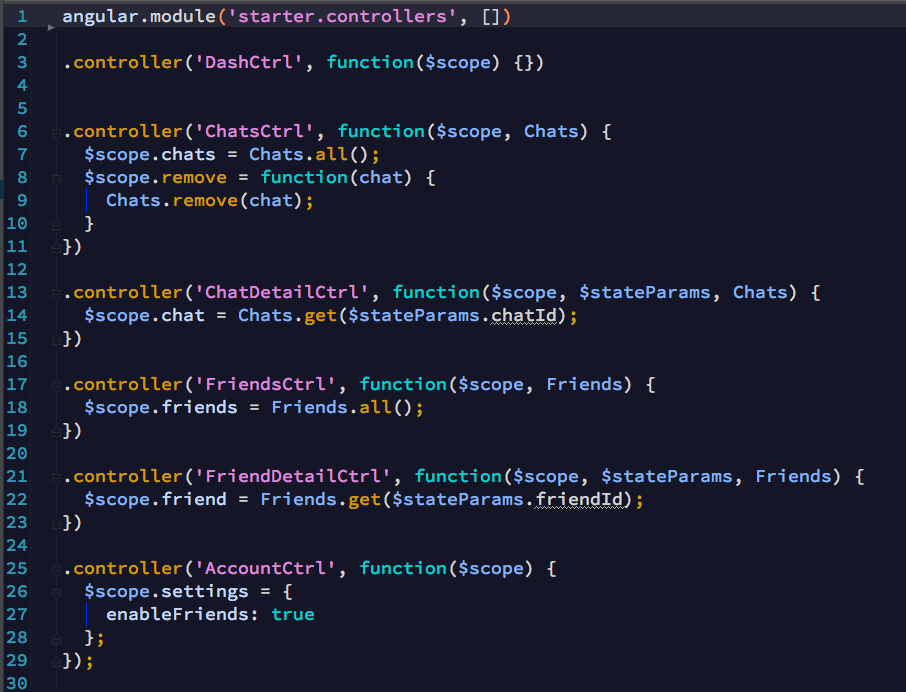 1 angular.module('starter.controllers', [])
2
3 .controller('DashCtrl', function($scope) {})
4
5
6 .controller('ChatsCtrl', function($scope, Chats) {
7   $scope.chats = Chats.all();
8   $scope.remove = function(chat) {
9     Chats.remove(chat);
10   }
11 })
12
13 .controller('ChatDetailCtrl', function($scope, $stateParams, Chats) {
14   $scope.chat = Chats.get($stateParams.chatId);
15 })
16
17 .controller('FriendsCtrl', function($scope, Friends) {
18   $scope.friends = Friends.all();
19 })
20
21 .controller('FriendDetailCtrl', function($scope, $stateParams, Friends) {
22   $scope.friend = Friends.get($stateParams.friendId);
23 })
24
25 .controller('AccountCtrl', function($scope) {
26   $scope.settings = {
27     enableFriends: true
28   };
29 });
30